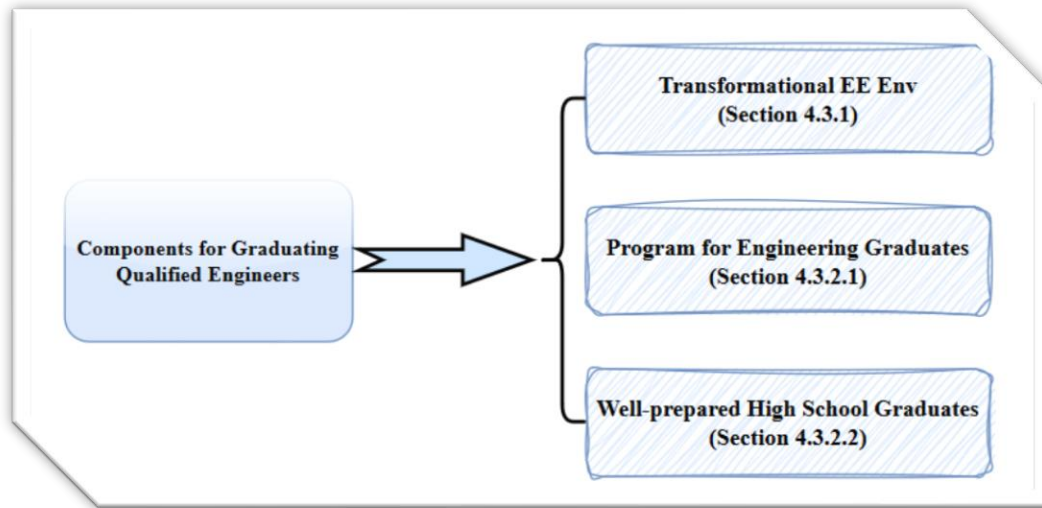 Components for Graduating
Qualified Engineers
Transformational EE Env
(Section 4.3.1)
Program for Engineering Graduates
(Section 4.3.2.1)
Well-prepared High School Graduates
(Section 4.3.2.2)